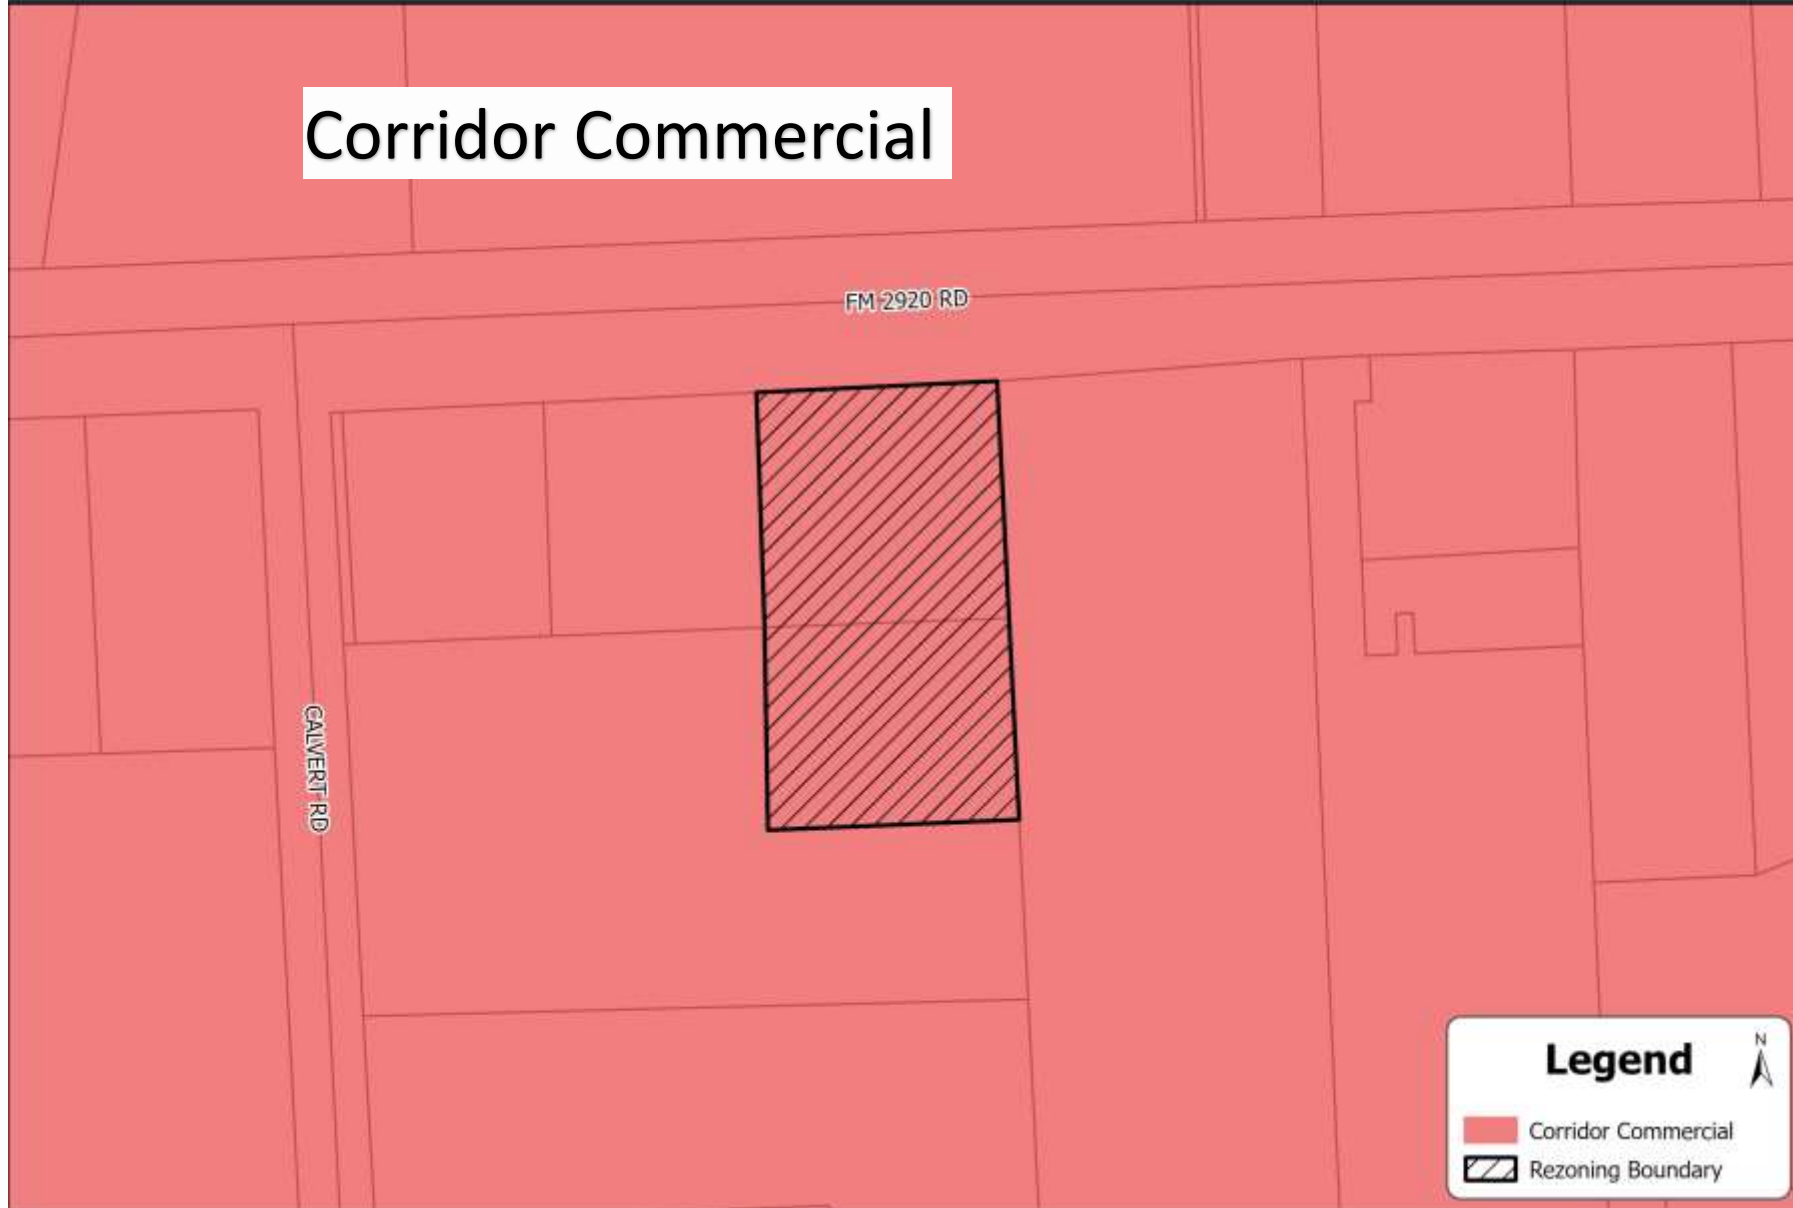 Corridor Commercial
FM 2920 RD
CALVERT RD
Legend
N
Corridor Commercial
Rezoning Boundary